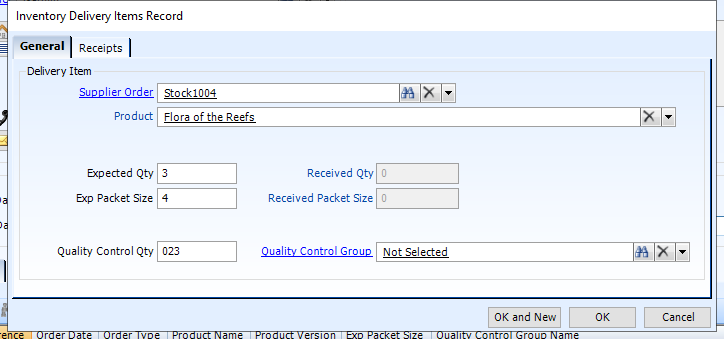 Inventory Delivery Items Record
General Receipts
Delivery Item
Supplier Order Stock1004
Product Flora of the Reefs
Expected Qty 3 Received Qty 0
Exp Packet Size 4 Received Packet Size 0
Quality Control Qty 023 Quality Control Group Not Selected
OK and New OK Cancel
rence Order Date Order Type Product Name Product Version Exp Packet Size Quality Control Group Name